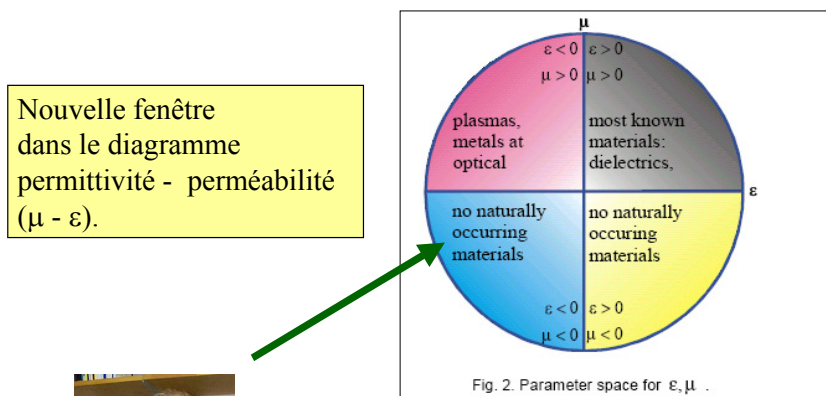 Nouvelle fenêtre
dans le diagramme
permittivité - perméabilité
(μ - ε).
μ
ε < 0 ε > 0
μ > 0 μ > 0
plasmas,
metals at
optical
most known
materials:
dielectrics,
ε
no naturally
occurring
materials
no naturally
occuring
materials
ε < 0 ε > 0
μ < 0 μ < 0
Fig. 2. Parameter space for ε,μ .